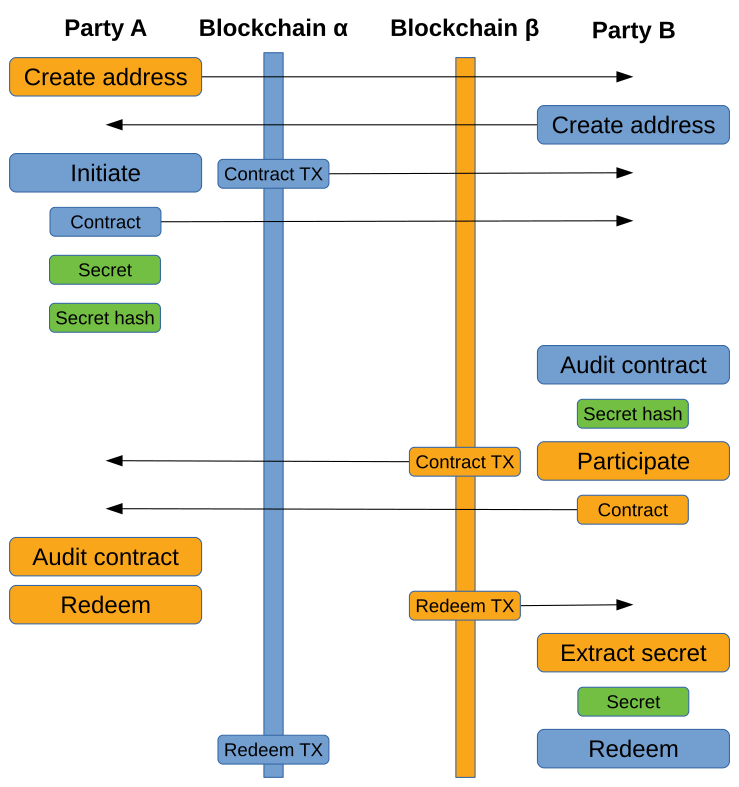 Party A
Blockchain α
Blockchain β
Party B
Create address
Create address
Initiate
Contract TX
Contract
Secret
Secret hash
Audit contract
Secret hash
Contract TX
Participate
Contract
Audit contract
Redeem
Redeem TX
Extract secret
Secret
Redeem TX
Redeem